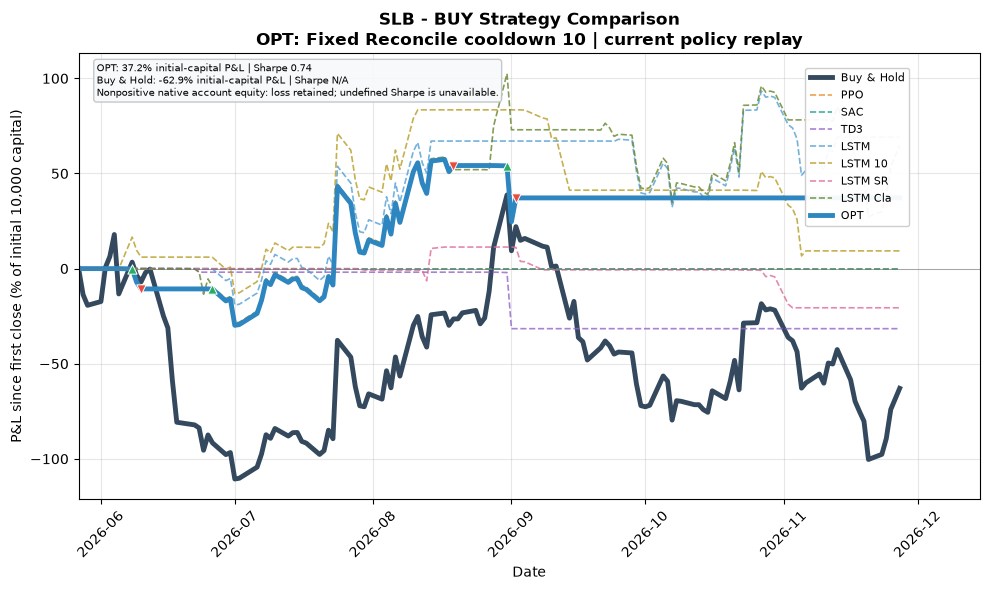 SLB - BUY Strategy Comparison
OPT: Fixed Reconcile cooldown 10 | current policy replay
OPT: 37.2% initial-capital P&L | Sharpe 0.74
Buy & Hold: -62.9% initial-capital P&L | Sharpe N/A
Nonpositive native account equity: loss retained; undefined Sharpe is unavailable.
Buy & Hold
PPO
SAC
TD3
LSTM
LSTM 10
LSTM SR
LSTM Cla
OPT
P&L since first close (% of initial 10,000 capital)
100
50
0
−50
−100
2026-06
2026-07
2026-08
2026-09
2026-10
2026-11
2026-12
Date